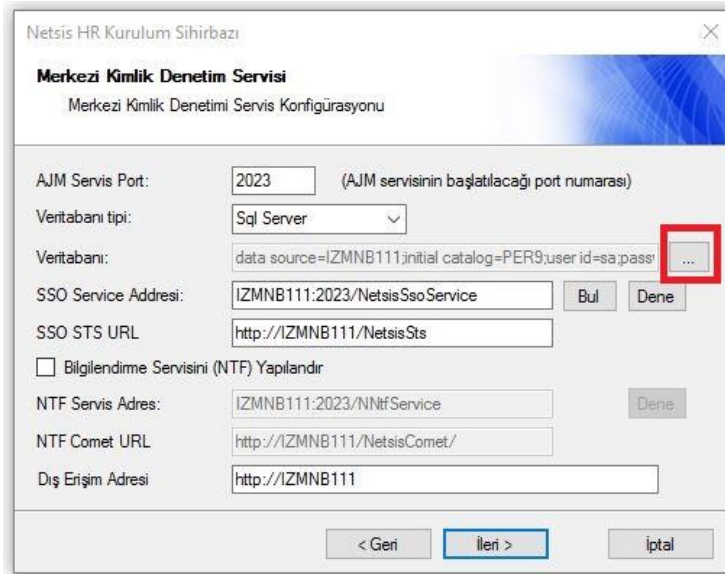 Netsis HR Kurulum Sihirbazı
Merkezi Kimlik Denetim Servisi
Merkezi Kimlik Denetimi Servis Konfigürasyonu
AJM Servis Port: 2023 (AJM servisinin başlatılacağı port numarası)
Veritabanı tipi: Sql Server
Veritabanı: data source=IZMNB111;initial catalog=PER9;user id=sa;pass ...
SSO Service Addresi: IZMNB111:2023/NetsisSsoService Bul Dene
SSO STS URL http://IZMNB111/NetsisSts
Bilgilendirme Servisini (NTF) Yapılandır
NTF Servis Adres: IZMNB111:2023/NNtfService Dene
NTF Comet URL http://IZMNB111/NetsisComet/
Dış Erişim Adresi http://IZMNB111
< Geri İleri > İptal